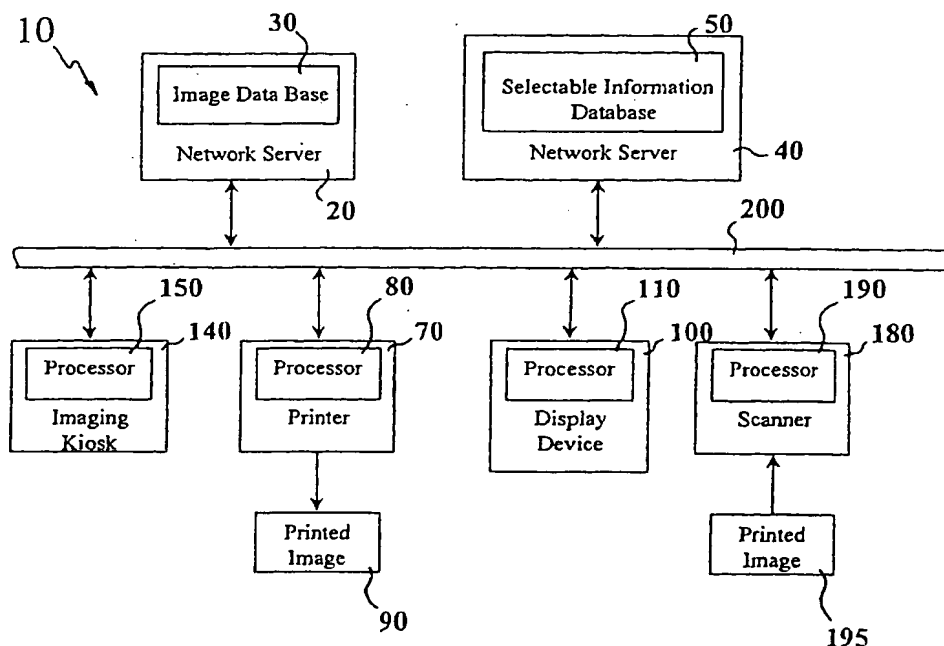 10
30
50
Image Data Base
Selectable Information
Database
Network Server
Network Server
40
20
200
150
140
80
70
110
100
190
180
Processor
Processor
Processor
Processor
Imaging
Kiosk
Printer
Display
Device
Scanner
Printed
Image
Printed
Image
90
195